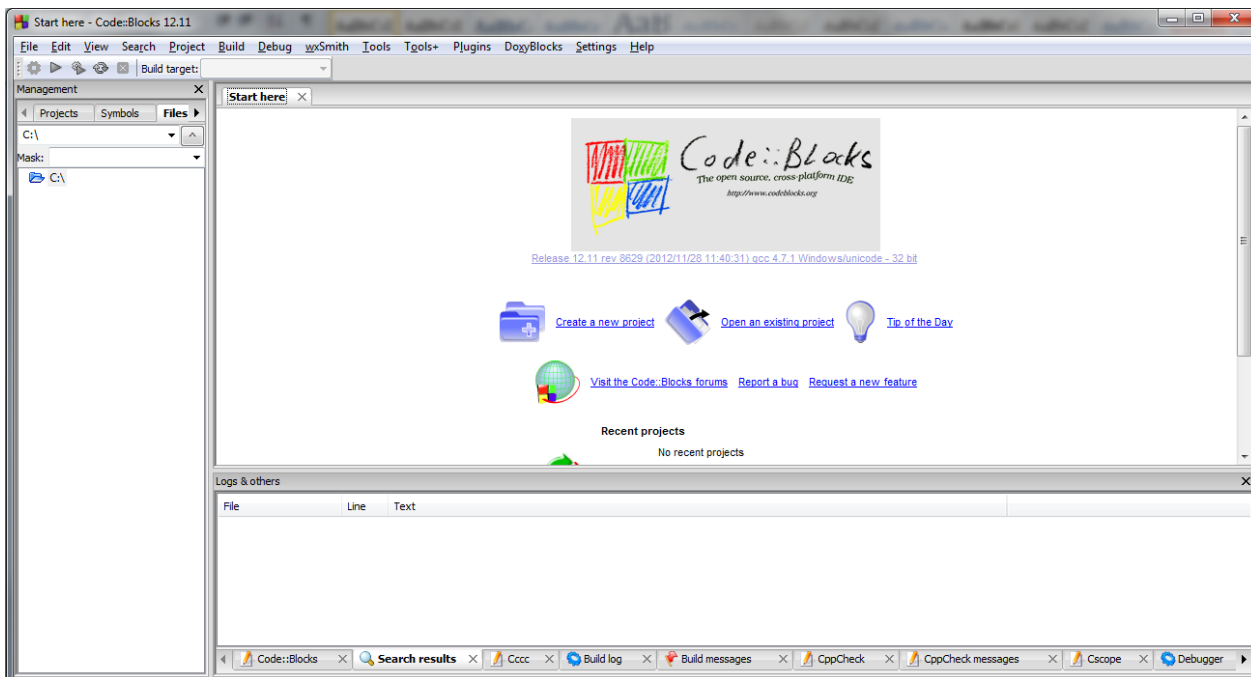 Start here - Code::Blocks 12.11
File Edit View Search Project Build Debug wxSmith Tools Tools+ Plugins DoxyBlocks Settings Help
Build target:
Management
Projects Symbols Files
C:\
Mask:
C:\
Start here
Code::Blocks
The open source, cross-platform IDE
http://www.codeblocks.org
Release 12.11 rev 8629 (2012/11/28 11:40:31) gcc 4.7.1 Windows/unicode - 32 bit
Create a new project Open an existing project Tip of the Day
Visit the Code::Blocks forums Report a bug Request a new feature
Recent projects
No recent projects
Logs & others
File Line Text
Code::Blocks Search results Cccc Build log Build messages CppCheck CppCheck messages Cscope Debugger